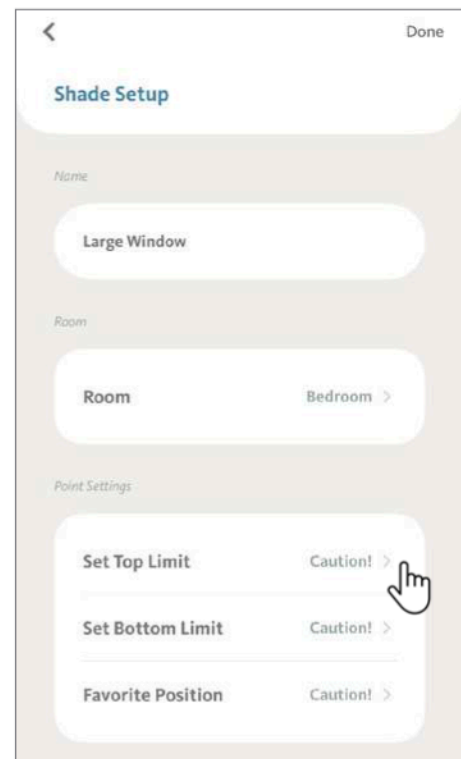 Done
Shade Setup
Name
Large Window
Room
Room Bedroom
Point Settings
Set Top Limit Caution!
Set Bottom Limit Caution!
Favorite Position Caution!